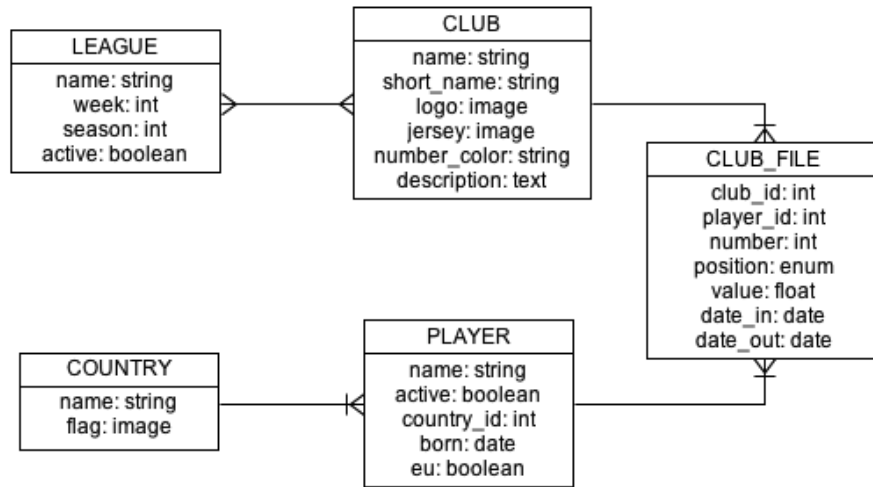 LEAGUE
name: string
week: int
season: int
active: boolean
CLUB
name: string
short_name: string
logo: image
jersey: image
number_color: string
description: text
CLUB_FILE
club_id: int
player_id: int
number: int
position: enum
value: float
date_in: date
date_out: date
COUNTRY
name: string
flag: image
PLAYER
name: string
active: boolean
country_id: int
born: date
eu: boolean